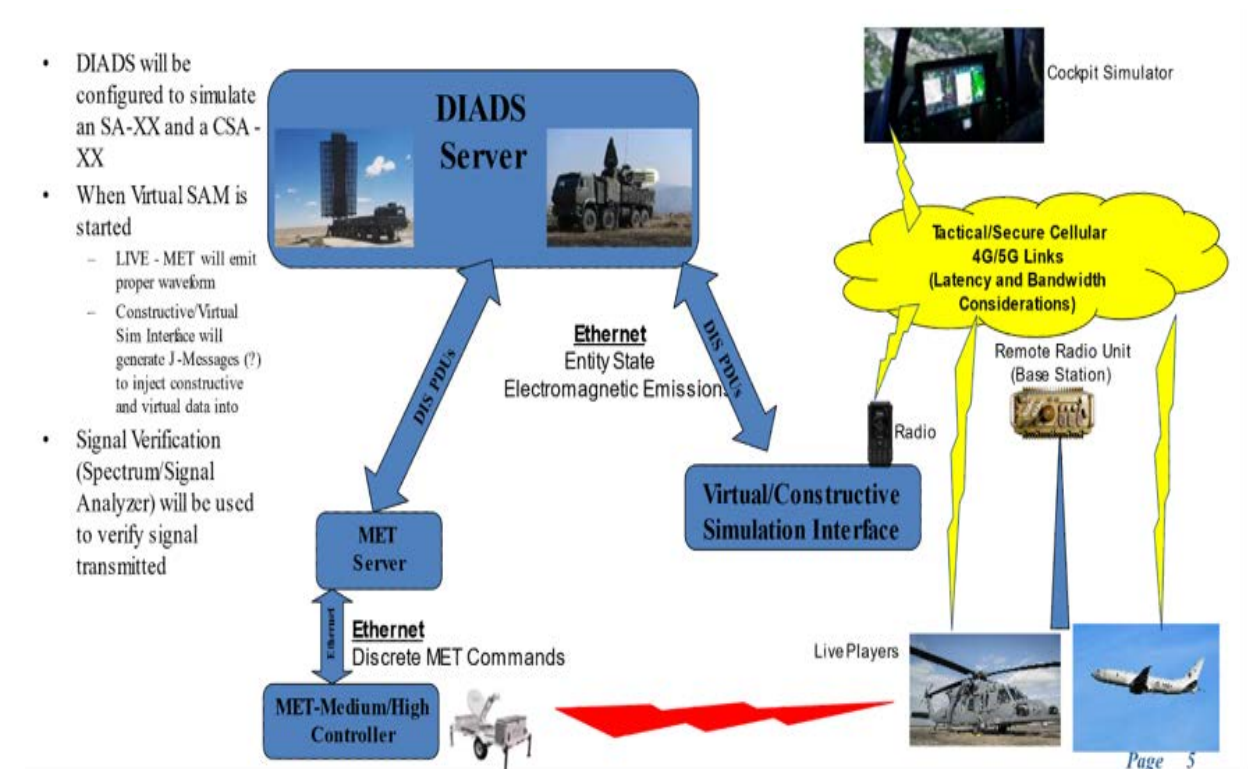 • DIADS will be
configured to simulate
an SA-XX and a CSA -
XX
• When Virtual SAM is
started
– LIVE - MET will emit
proper waveform
– Constructive/Virtual
Sim Interface will
generate J-Messages (?)
to inject constructive
and virtual data into
• Signal Verification
(Spectrum/Signal
Analyzer) will be used
to verify signal
transmitted
DIADS
Server
Cockpit Simulator
Tactical/Secure Cellular
4G/5G Links
(Latency and Bandwidth
Considerations)
DIS PDUs
Ethernet
Entity State
Electromagnetic Emissions
DIS PDUs
Remote Radio Unit
(Base Station)
Radio
Virtual/Constructive
Simulation Interface
MET
Server
Ethernet
Ethernet
Discrete MET Commands
Live Players
MET-Medium/High
Controller
Page 5